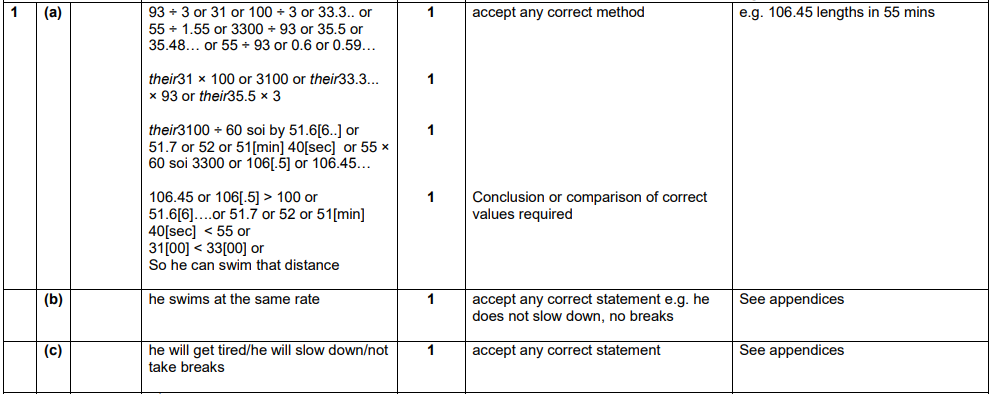 1 (a) 93 ÷ 3 or 31 or 100 ÷ 3 or 33.3.. or 1 accept any correct method e.g. 106.45 lengths in 55 mins
55 ÷ 1.55 or 3300 ÷ 93 or 35.5 or
35.48… or 55 ÷ 93 or 0.6 or 0.59…
their31 × 100 or 3100 or their33.3... 1
× 93 or their35.5 × 3
their3100 ÷ 60 soi by 51.6[6..] or 1
51.7 or 52 or 51[min] 40[sec] or 55 ×
60 soi 3300 or 106[.5] or 106.45…
106.45 or 106[.5] > 100 or 1 Conclusion or comparison of correct
51.6[6]….or 51.7 or 52 or 51[min] values required
40[sec] < 55 or
31[00] < 33[00] or
So he can swim that distance
(b) he swims at the same rate 1 accept any correct statement e.g. he See appendices
does not slow down, no breaks
(c) he will get tired/he will slow down/not 1 accept any correct statement See appendices
take breaks